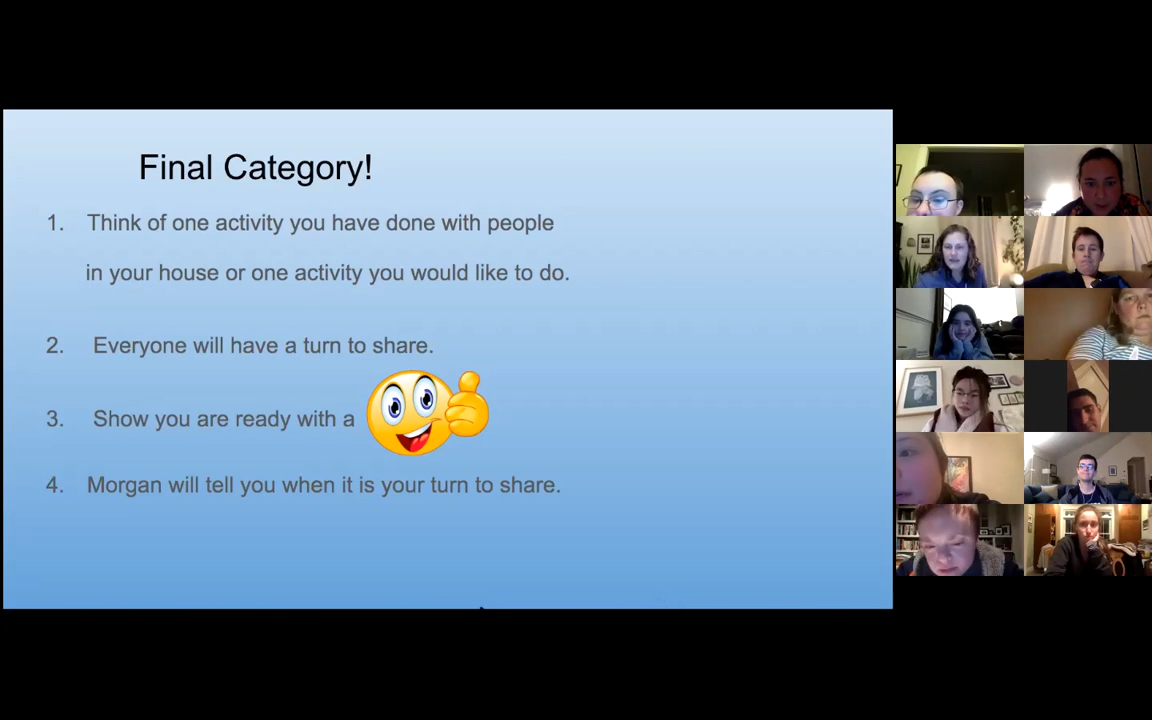 Final Category!
1. Think of one activity you have done with people
in your house or one activity you would like to do.
2. Everyone will have a turn to share.
3. Show you are ready with a
4. Morgan will tell you when it is your turn to share.